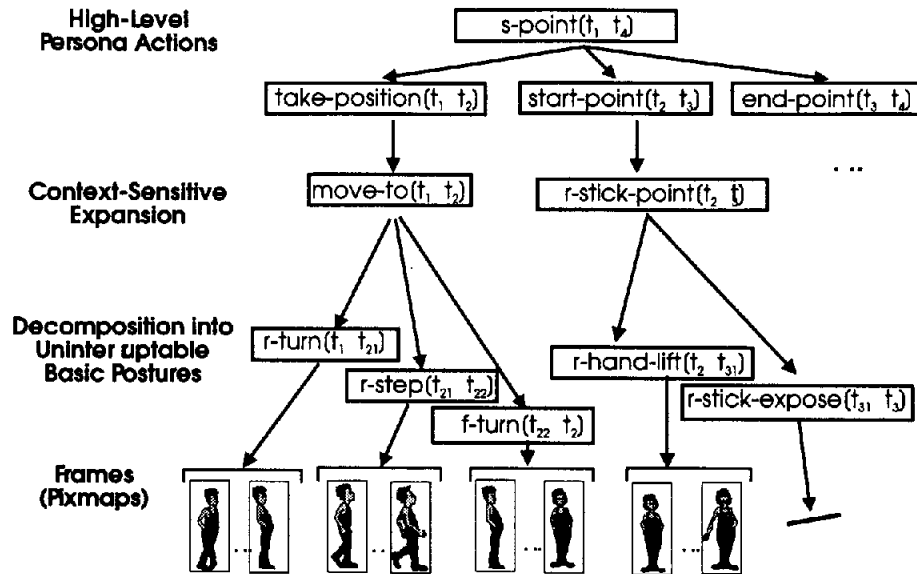 High-Level
Persona Actions
s-point(t₁ t₄)
take-position(t₁ t₂)
start-point(t₂ t₃)
end-point(t₃ t₄)
...
Context-Sensitive
Expansion
move-to(t₁ t₂)
r-stick-point(t₂ t)
Decomposition into
Uninter uptable
Basic Postures
r-turn(t₁ t₂₁)
r-hand-lift(t₂ t₃₁)
r-step(t₂₁ t₂₂)
r-stick-expose(t₃₁ t₃)
f-turn(t₂₂ t₂)
Frames
(Pixmaps)
... .. ... ...